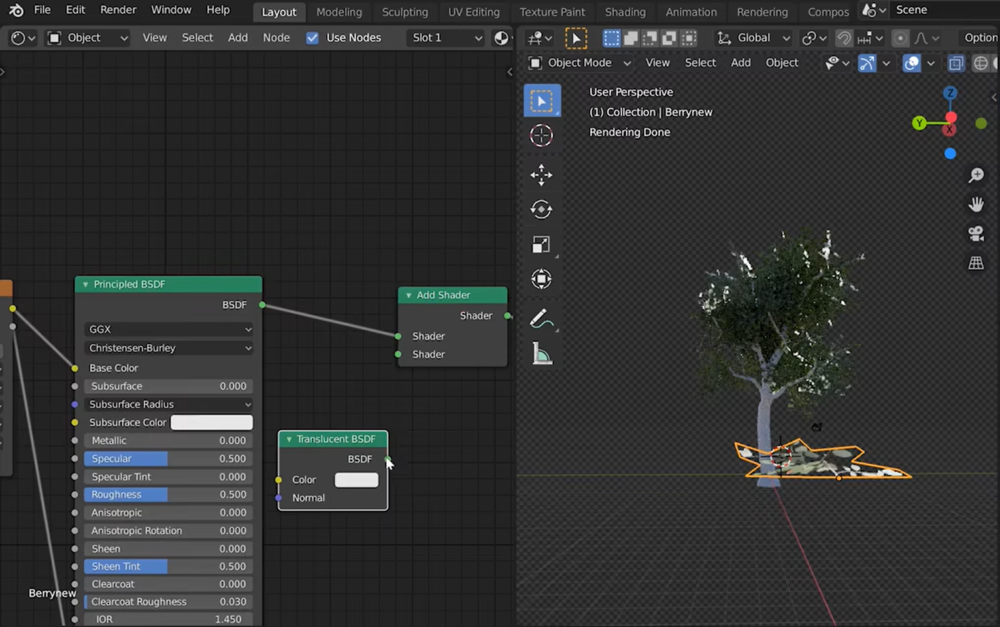 File Edit Render Window Help Layout Modeling Sculpting UV Editing Texture Paint Shading Animation Rendering Compos Scene
Object View Select Add Node Use Nodes Slot 1 Global Option
Object Mode View Select Add Object
User Perspective
(1) Collection | Berrynew
Rendering Done
Z
Y
X
Principled BSDF
BSDF
GGX
Christensen-Burley
Base Color
Subsurface 0.000
Subsurface Radius
Subsurface Color
Metallic 0.000
Specular 0.500
Specular Tint 0.000
Roughness 0.500
Anisotropic 0.000
Anisotropic Rotation 0.000
Sheen 0.000
Sheen Tint 0.500
Clearcoat 0.000
Clearcoat Roughness 0.030
IOR 1.450
Berrynew
Translucent BSDF
BSDF
Color
Normal
Add Shader
Shader
Shader
Shader